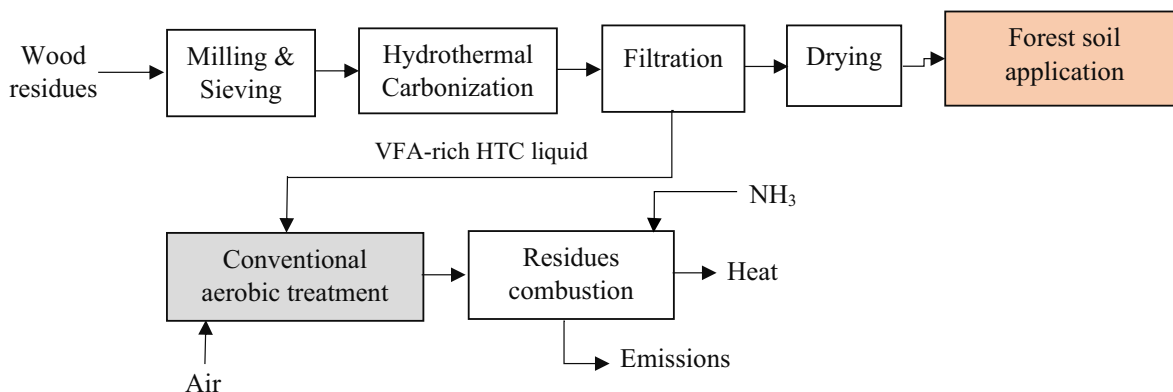 Wood
residues
Milling &
Sieving
Hydrothermal
Carbonization
Filtration
Drying
Forest soil
application
VFA-rich HTC liquid
NH₃
Conventional
aerobic treatment
Residues
combustion
Heat
Air
Emissions